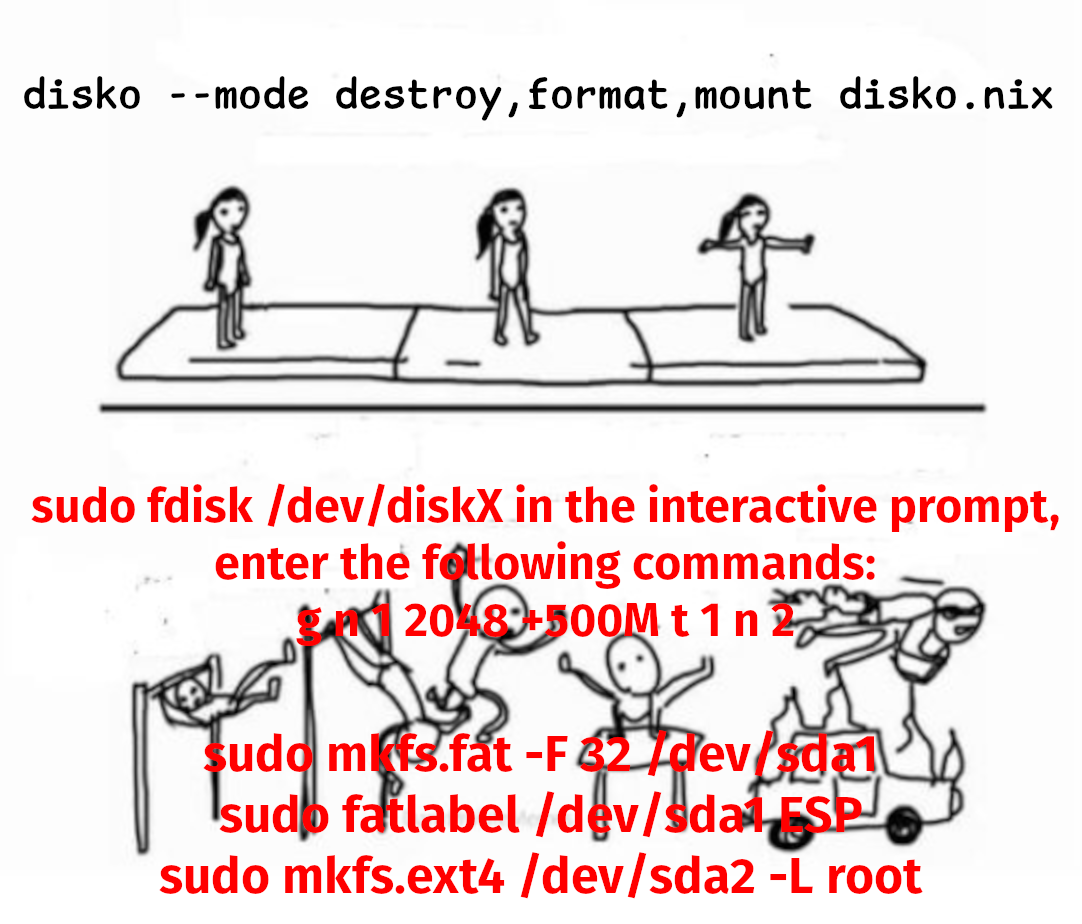 disko --mode destroy,format,mount disko.nix
sudo fdisk /dev/diskX in the interactive prompt,
enter the following commands:
g n 1 2048 +500M t 1 n 2
sudo mkfs.fat -F 32 /dev/sda1
sudo fatlabel /dev/sda1 ESP
sudo mkfs.ext4 /dev/sda2 -L root